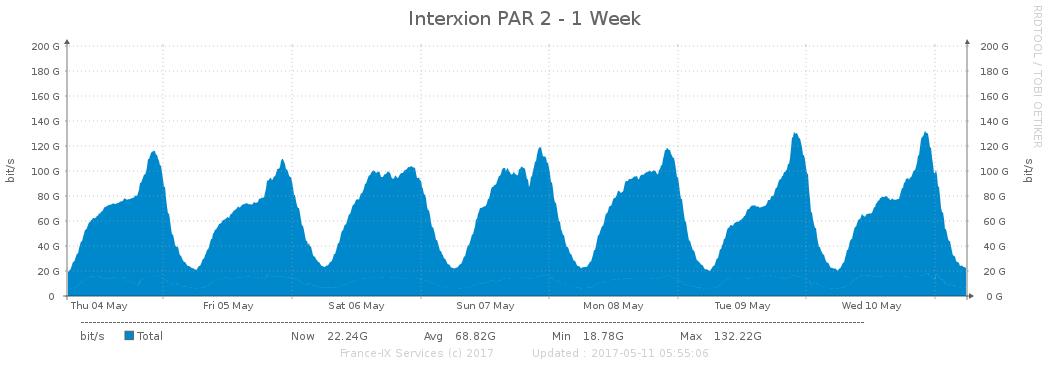 Interxion PAR 2 - 1 Week
RRDTOOL / TOBI OETIKER
bit/s
200 G 200 G
180 G 180 G
160 G 160 G
140 G 140 G
120 G 120 G
100 G 100 G
80 G 80 G
60 G 60 G
40 G 40 G
20 G 20 G
0 0 G
bit/s
Thu 04 May Fri 05 May Sat 06 May Sun 07 May Mon 08 May Tue 09 May Wed 10 May
bit/s Total Now 22.24G Avg 68.82G Min 18.78G Max 132.22G
France-IX Services (c) 2017 Updated : 2017-05-11 05:55:06